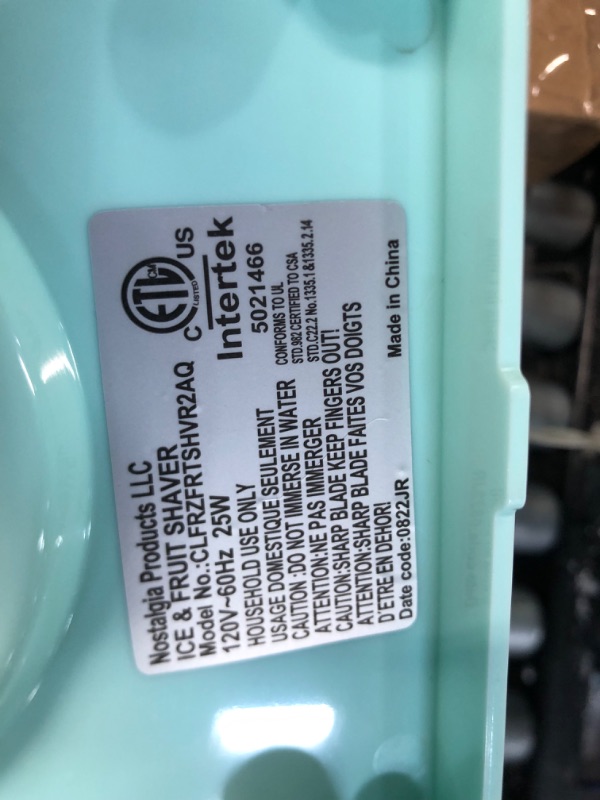 Nostalgia Products LLC
ICE & FRUIT SHAVER
Model No.:CLFRZFRTSHVR2AQ
120V~60Hz 25W
HOUSEHOLD USE ONLY
USAGE DOMESTIQUE SEULEMENT
CAUTION :DO NOT IMMERSE IN WATER
ATTENTION:NE PAS IMMERGER
CAUTION:SHARP BLADE KEEP FINGERS OUT!
ATTENTION:SHARP BLADE FAITES VOS DOIGTS
D'ETRE EN DEHOR!
Date code:0822JR
Made in China
ETL CM
C LISTED US
Intertek
5021466
CONFORMS TO UL
STD.982 CERTIFIED TO CSA
STD.C22.2 No.1335.1 &1335.2.14